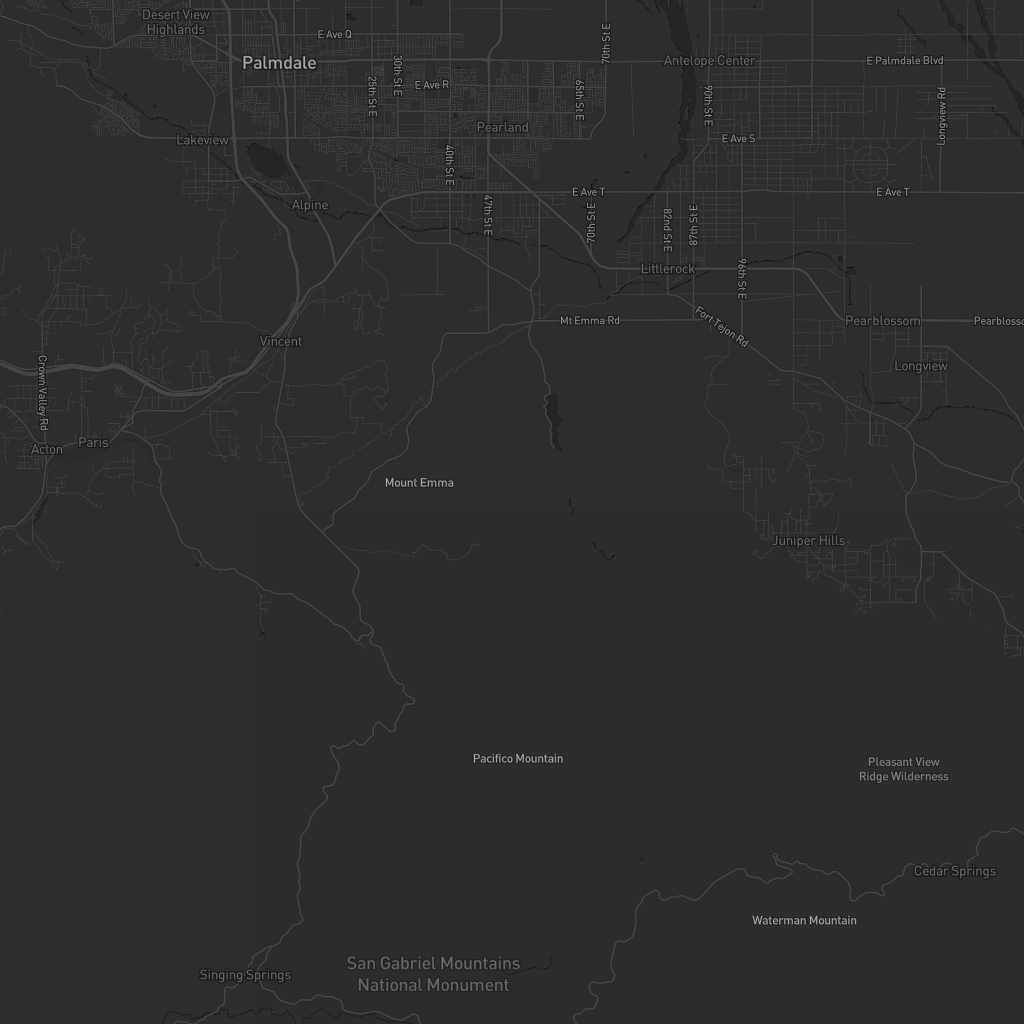 Desert View
Highlands
E Ave Q
70th St E
Palmdale
30th St E
Antelope Center
E Palmdale Blvd
25th St E
E Ave R
65th St E
90th St E
Longview Rd
Pearland
Lakeview
E Ave S
40th St E
E Ave T
E Ave T
Alpine
47th St E
70th St E
82nd St E
87th St E
Littlerock
96th St E
Mt Emma Rd
Fort Tejon Rd
Pearblossom
Pearblosso
Vincent
Crown Valley Rd
Longview
Paris
Acton
Mount Emma
Juniper Hills
Pacifico Mountain
Pleasant View
Ridge Wilderness
Cedar Springs
Waterman Mountain
San Gabriel Mountains
National Monument
Singing Springs